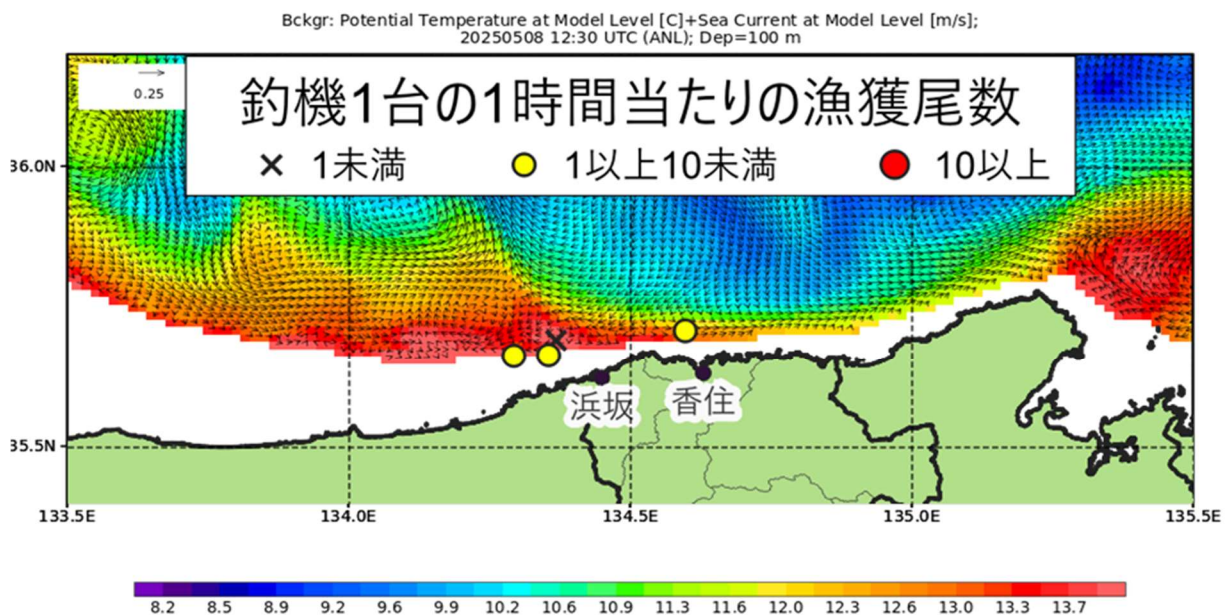 Bckgr: Potential Temperature at Model Level [C]+Sea Current at Model Level [m/s];
20250508 12:30 UTC (ANL); Dep=100 m
0.25
釣機1台の1時間当たりの漁獲尾数
1未満 1以上10未満 10以上
36.0N
浜坂 香住
35.5N
133.5E 134.0E 134.5E 135.0E 135.5E
8.2 8.5 8.9 9.2 9.6 9.9 10.2 10.6 10.9 11.3 11.6 12.0 12.3 12.6 13.0 13.3 13.7